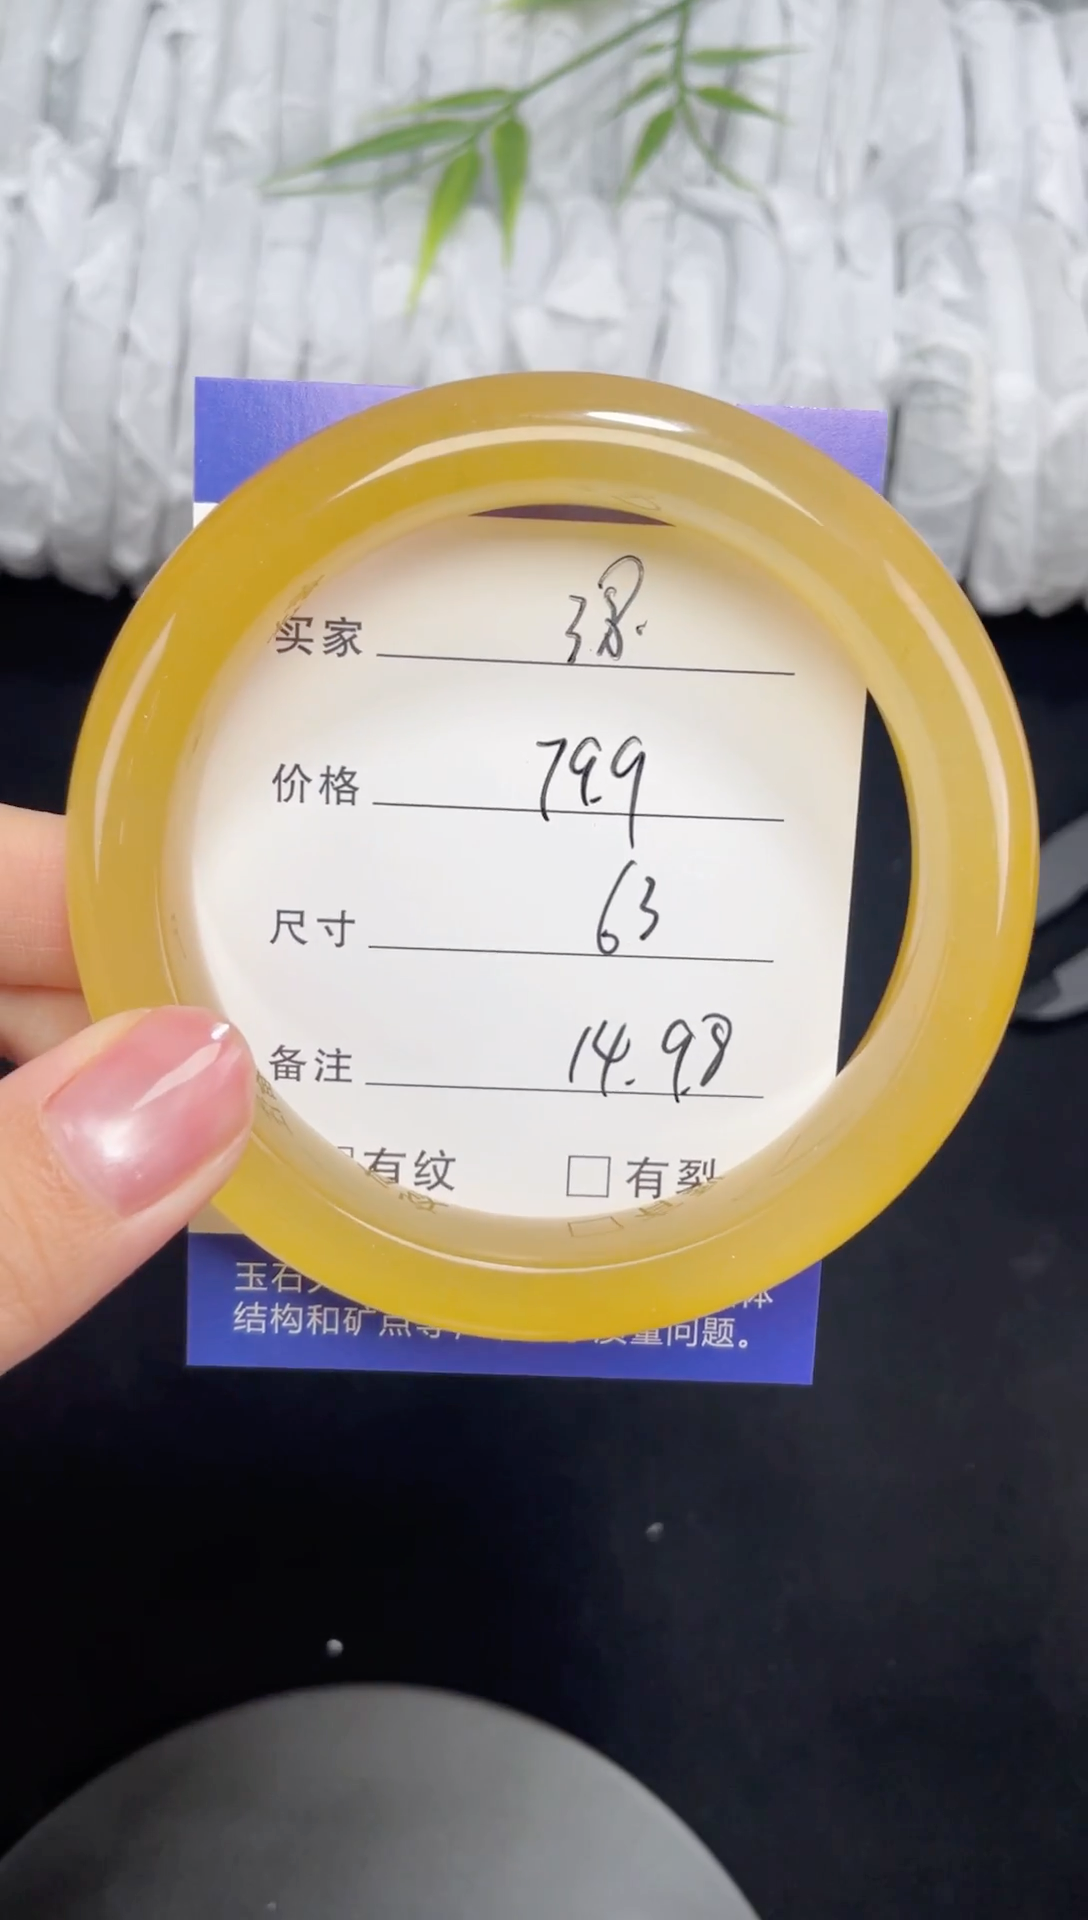 买家 38.
价格 799
尺寸 63
备注 14.98
有纹 □有裂
玉石
结构和矿点等，质量问题。